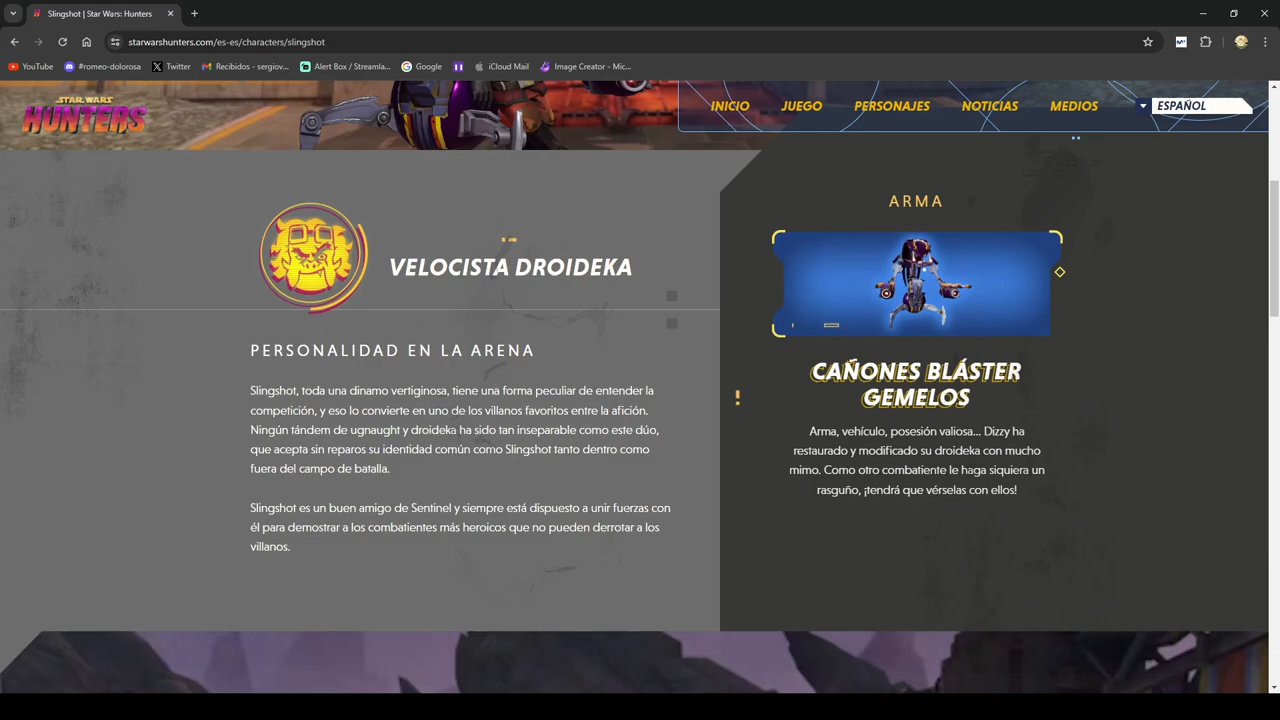 Slingshot | Star Wars: Hunters
starwarshunters.com/es-es/characters/slingshot
YouTube
#romeo-dolorosa
Twitter
Recibidos - sergiov...
Alert Box / Streamla...
Google
iCloud Mail
Image Creator - Mic...
STAR WARS
HUNTERS
INICIO
JUEGO
PERSONAJES
NOTICIAS
MEDIOS
ESPAÑOL
VELOCISTA DROIDEKA
PERSONALIDAD EN LA ARENA
Slingshot, toda una dinamo vertiginosa, tiene una forma peculiar de entender la
competición, y eso lo convierte en uno de los villanos favoritos entre la afición.
Ningún tándem de ugnaught y droideka ha sido tan inseparable como este dúo,
que acepta sin reparos su identidad común como Slingshot tanto dentro como
fuera del campo de batalla.
Slingshot es un buen amigo de Sentinel y siempre está dispuesto a unir fuerzas con
él para demostrar a los combatientes más heroicos que no pueden derrotar a los
villanos.
ARMA
CAÑONES BLÁSTER
GEMELOS
Arma, vehículo, posesión valiosa... Dizzy ha
restaurado y modificado su droideka con mucho
mimo. Como otro combatiente le haga siquiera un
rasguño, ¡tendrá que vérselas con ellos!